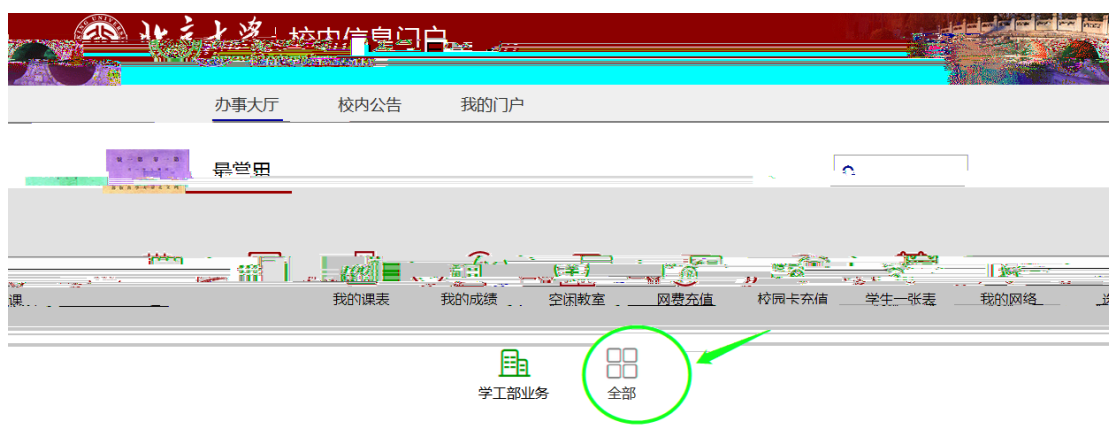 北京大学 校内信息门户
办事大厅 校内公告 我的门户
最常用
课 我的课表 我的成绩 空闲教室 网费充值 校园卡充值 学生一张表 我的网络
学工部业务 全部